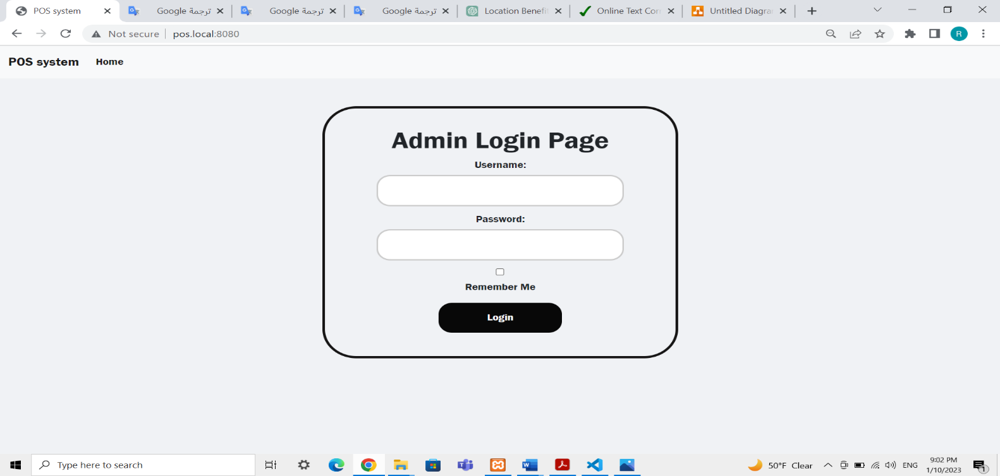 POS system
Google ترجمة
Google ترجمة
Google ترجمة
Location Benefi
Online Text Con
Untitled Diagra
Not secure
pos.local:8080
R
POS system
Home
Admin Login Page
Username:
Password:
Remember Me
Login
Type here to search
50°F Clear
ENG
9:02 PM
1/10/2023
1